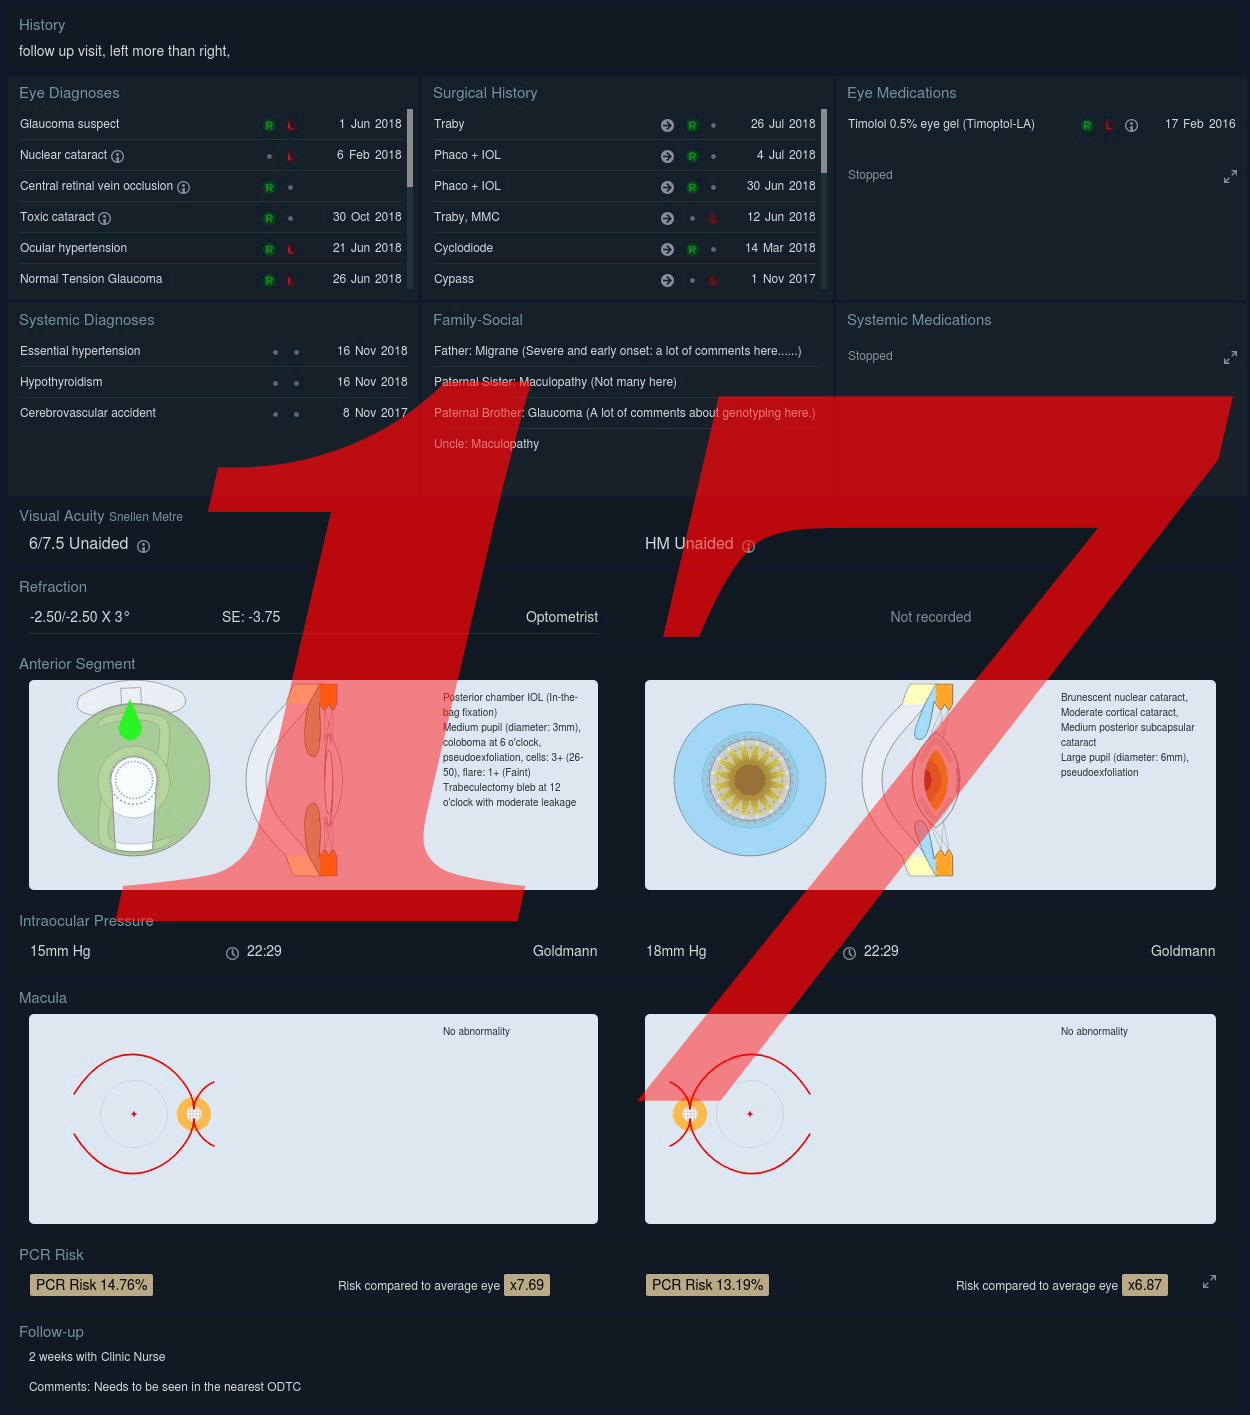 History
follow up visit, left more than right,
Eye Diagnoses
Glaucoma suspect R L 1 Jun 2018
Nuclear cataract L 6 Feb 2018
Central retinal vein occlusion R
Toxic cataract R 30 Oct 2018
Ocular hypertension R L 21 Jun 2018
Normal Tension Glaucoma R L 26 Jun 2018
Surgical History
Traby R 26 Jul 2018
Phaco + IOL R 4 Jul 2018
Phaco + IOL R 30 Jun 2018
Traby, MMC L 12 Jun 2018
Cyclodiode R 14 Mar 2018
Cypass L 1 Nov 2017
Eye Medications
Timolol 0.5% eye gel (Timoptol-LA) R L 17 Feb 2016
Stopped
Systemic Diagnoses
Essential hypertension 16 Nov 2018
Hypothyroidism 16 Nov 2018
Cerebrovascular accident 8 Nov 2017
Family-Social
Father: Migrane (Severe and early onset: a lot of comments here......)
Paternal Sister: Maculopathy (Not many here)
Paternal Brother: Glaucoma (A lot of comments about genotyping here.)
Uncle: Maculopathy
Systemic Medications
Stopped
17
Visual Acuity Snellen Metre
6/7.5 Unaided
HM Unaided
Refraction
-2.50/-2.50 X 3° SE: -3.75 Optometrist
Not recorded
Anterior Segment
Posterior chamber IOL (In-the-
bag fixation)
Medium pupil (diameter: 3mm),
coloboma at 6 o'clock,
pseudoexfoliation, cells: 3+ (26-
50), flare: 1+ (Faint)
Trabeculectomy bleb at 12
o'clock with moderate leakage
Brunescent nuclear cataract,
Moderate cortical cataract,
Medium posterior subcapsular
cataract
Large pupil (diameter: 6mm),
pseudoexfoliation
Intraocular Pressure
15mm Hg 22:29 Goldmann
18mm Hg 22:29 Goldmann
Macula
No abnormality
No abnormality
PCR Risk
PCR Risk 14.76% Risk compared to average eye x7.69
PCR Risk 13.19% Risk compared to average eye x6.87
Follow-up
2 weeks with Clinic Nurse
Comments: Needs to be seen in the nearest ODTC